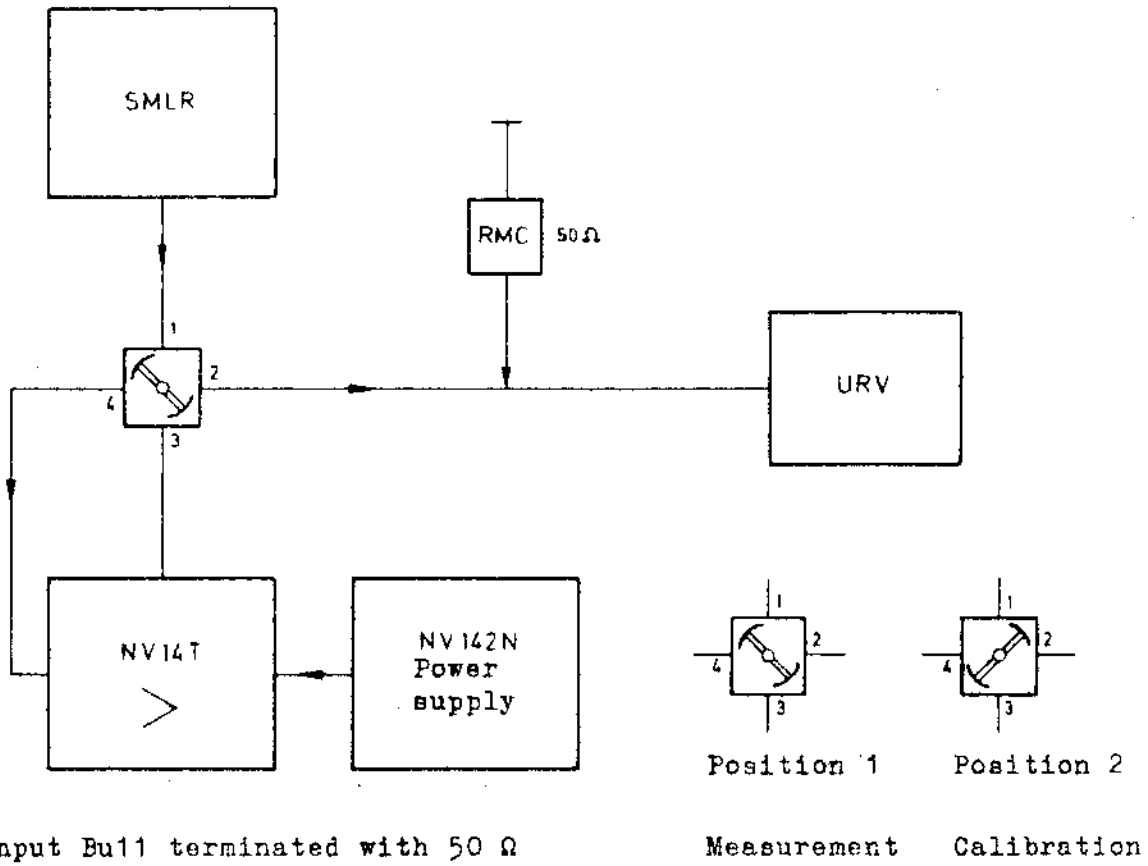 SMLR
RMC 50Ω
1
2
4
3
URV
NV14T
>
NV142N
Power
supply
1
2
4
3
1
2
4
3
Position 1 Position 2
nput Bu11 terminated with 50 Ω
Measurement Calibration